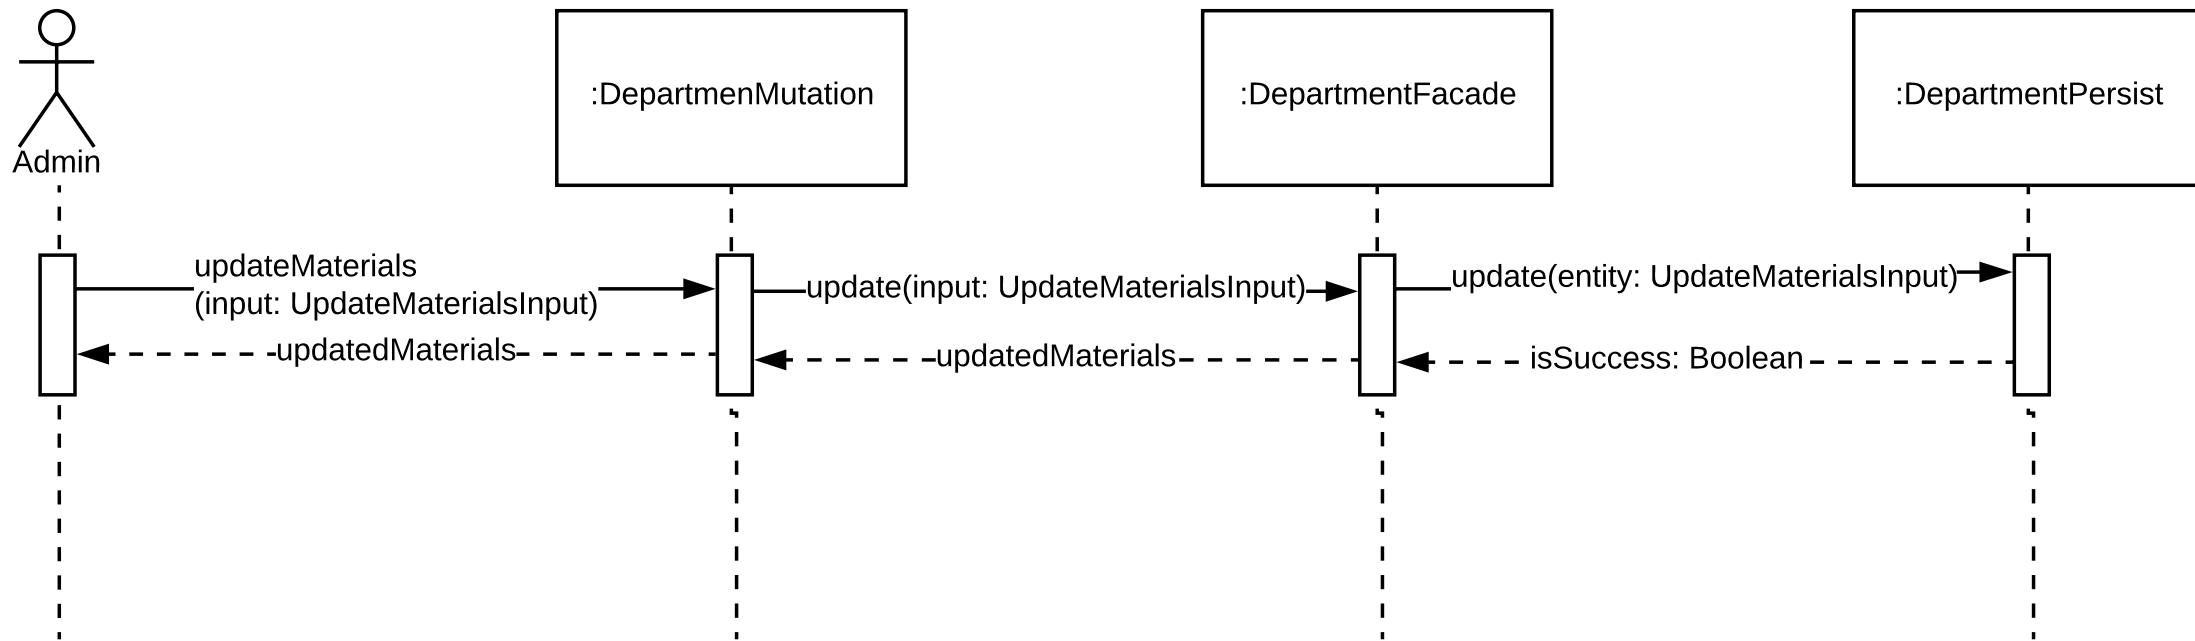 :DepartmenMutation
:DepartmentFacade
:DepartmentPersist
Admin
updateMaterials
(input: UpdateMaterialsInput)
update(input: UpdateMaterialsInput)
update(entity: UpdateMaterialsInput)
updatedMaterials
updatedMaterials
isSuccess: Boolean